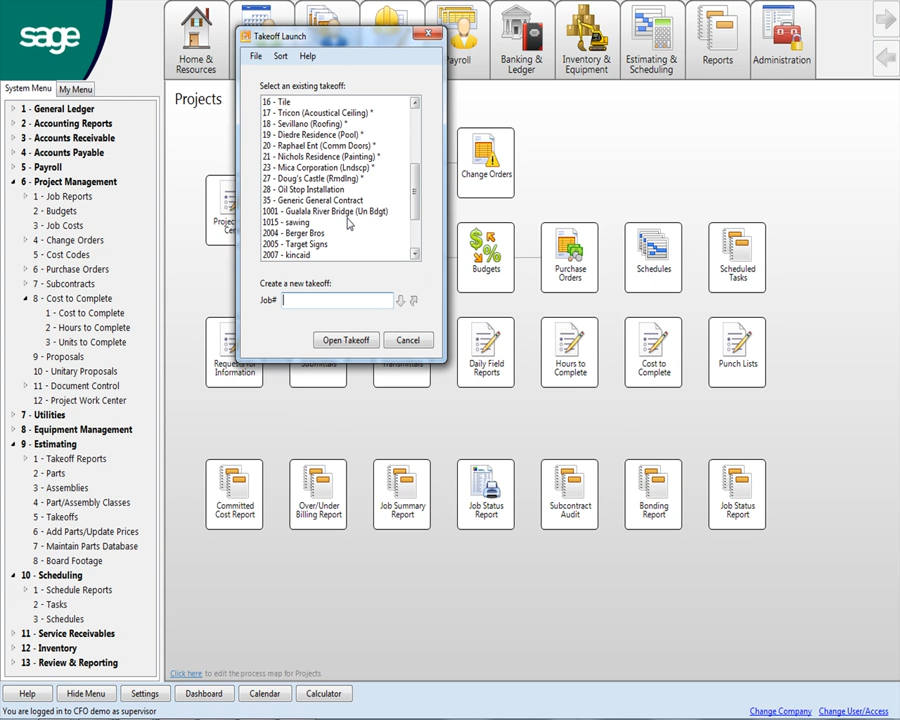 sage
Home & Resources
Payroll
Banking & Ledger
Inventory & Equipment
Estimating & Scheduling
Reports
Administration
System Menu
My Menu
1 - General Ledger
2 - Accounting Reports
3 - Accounts Receivable
4 - Accounts Payable
5 - Payroll
6 - Project Management
1 - Job Reports
2 - Budgets
3 - Job Costs
4 - Change Orders
5 - Cost Codes
6 - Purchase Orders
7 - Subcontracts
8 - Cost to Complete
1 - Cost to Complete
2 - Hours to Complete
3 - Units to Complete
9 - Proposals
10 - Unitary Proposals
11 - Document Control
12 - Project Work Center
7 - Utilities
8 - Equipment Management
9 - Estimating
1 - Takeoff Reports
2 - Parts
3 - Assemblies
4 - Part/Assembly Classes
5 - Takeoffs
6 - Add Parts/Update Prices
7 - Maintain Parts Database
8 - Board Footage
10 - Scheduling
1 - Schedule Reports
2 - Tasks
3 - Schedules
11 - Service Receivables
12 - Inventory
13 - Review & Reporting
Projects
Takeoff Launch
File Sort Help
Select an existing takeoff:
16 - Tile
17 - Tricon (Acoustical Ceiling) *
18 - Sevillano (Roofing) *
19 - Diedre Residence (Pool) *
20 - Raphael Ent (Comm Doors) *
21 - Nichols Residence (Painting) *
23 - Mica Corporation (Lndscp) *
27 - Doug's Castle (Rmdlng) *
28 - Oil Stop Installation
35 - Generic General Contract
1001 - Gualala River Bridge (Un Bdgt)
1015 - sawing
2004 - Berger Bros
2005 - Target Signs
2007 - kincaid
Create a new takeoff:
Job#
Open Takeoff
Cancel
Change Orders
Budgets
Purchase Orders
Schedules
Scheduled Tasks
Requests for Information
Submittals
Transmittals
Daily Field Reports
Hours to Complete
Cost to Complete
Punch Lists
Committed Cost Report
Over/Under Billing Report
Job Summary Report
Job Status Report
Subcontract Audit
Bonding Report
Job Status Report
Click here to edit the process map for Projects
Help
Hide Menu
Settings
Dashboard
Calendar
Calculator
You are logged in to CFO demo as supervisor
Change Company
Change User/Access